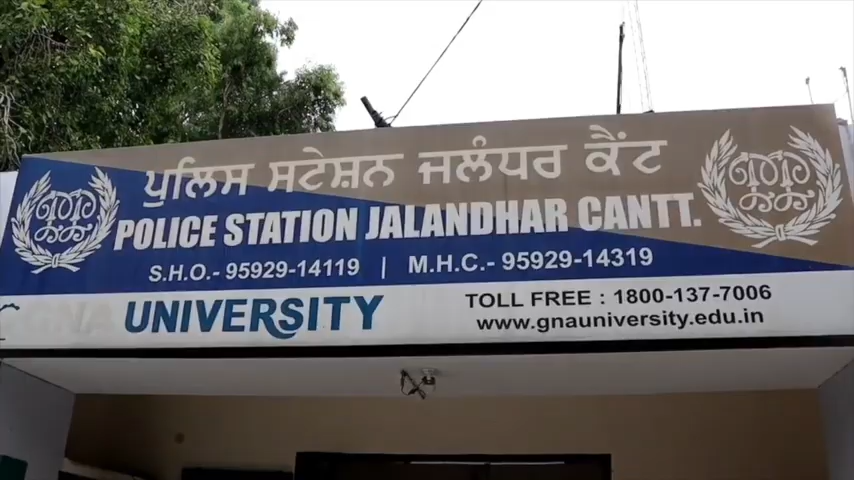 ਪੁਲਿਸ ਸਟੇਸ਼ਨ ਜਲੰਧਰ ਕੈਂਟ
POLICE STATION JALANDHAR CANTT.
S.H.O.-95929-14119 | M.H.C.-95929-14319
GNA UNIVERSITY
TOLL FREE : 1800-137-7006
www.gnauniversity.edu.in